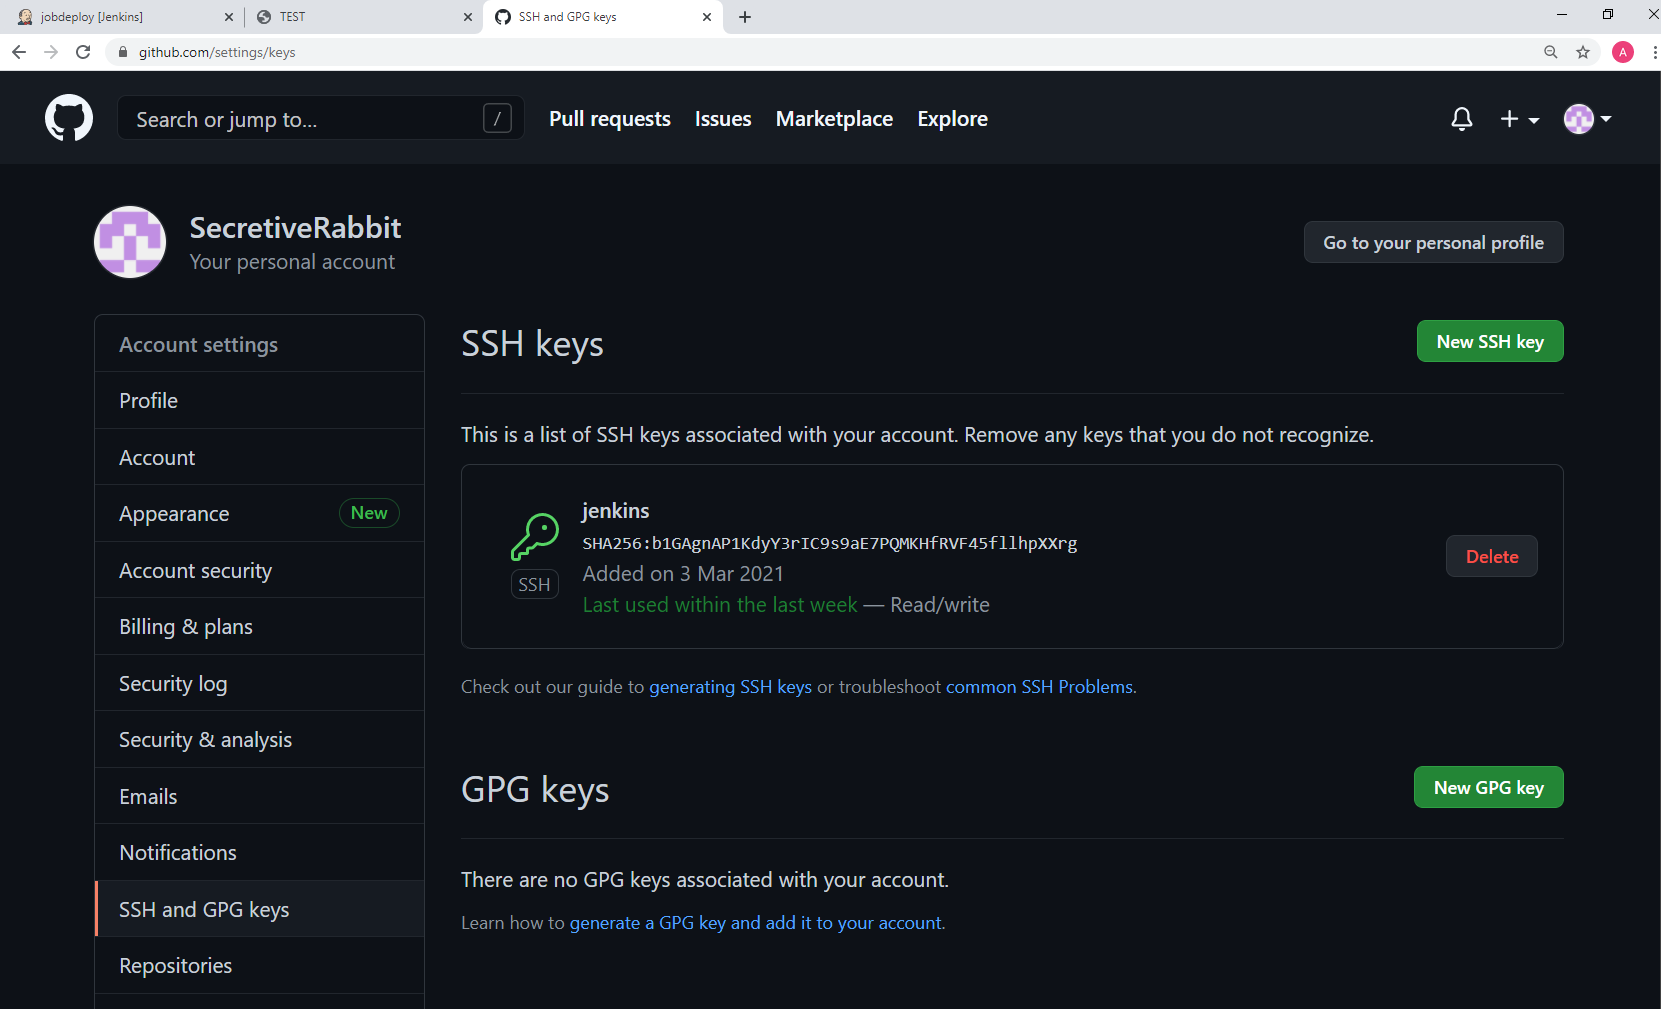 jobdeploy [Jenkins]
TEST
SSH and GPG keys
github.com/settings/keys
A
Search or jump to...
/
Pull requests
Issues
Marketplace
Explore
SecretiveRabbit
Your personal account
Go to your personal profile
Account settings
Profile
Account
Appearance New
Account security
Billing & plans
Security log
Security & analysis
Emails
Notifications
SSH and GPG keys
Repositories
SSH keys
New SSH key
This is a list of SSH keys associated with your account. Remove any keys that you do not recognize.
jenkins
SHA256:b1GAgnAP1KdyY3rIC9s9aE7PQMKHfRVF45fllhpXXrg
Added on 3 Mar 2021
Last used within the last week — Read/write
SSH
Delete
Check out our guide to generating SSH keys or troubleshoot common SSH Problems.
GPG keys
New GPG key
There are no GPG keys associated with your account.
Learn how to generate a GPG key and add it to your account.